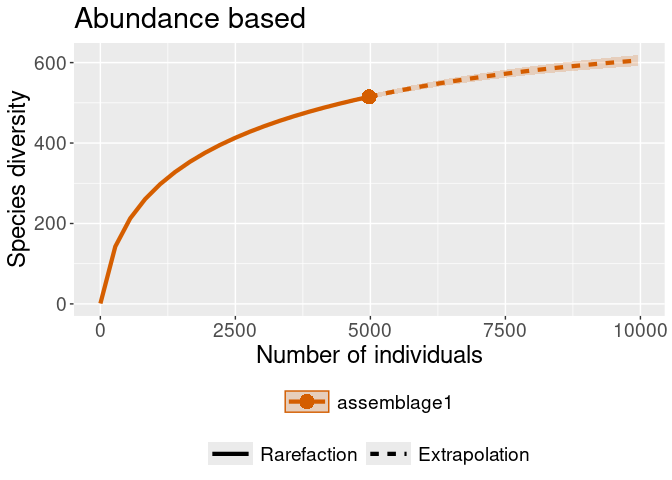 Abundance based
Species diversity
600
400
200
0
0 2500 5000 7500 10000
Number of individuals
assemblage1
Rarefaction Extrapolation